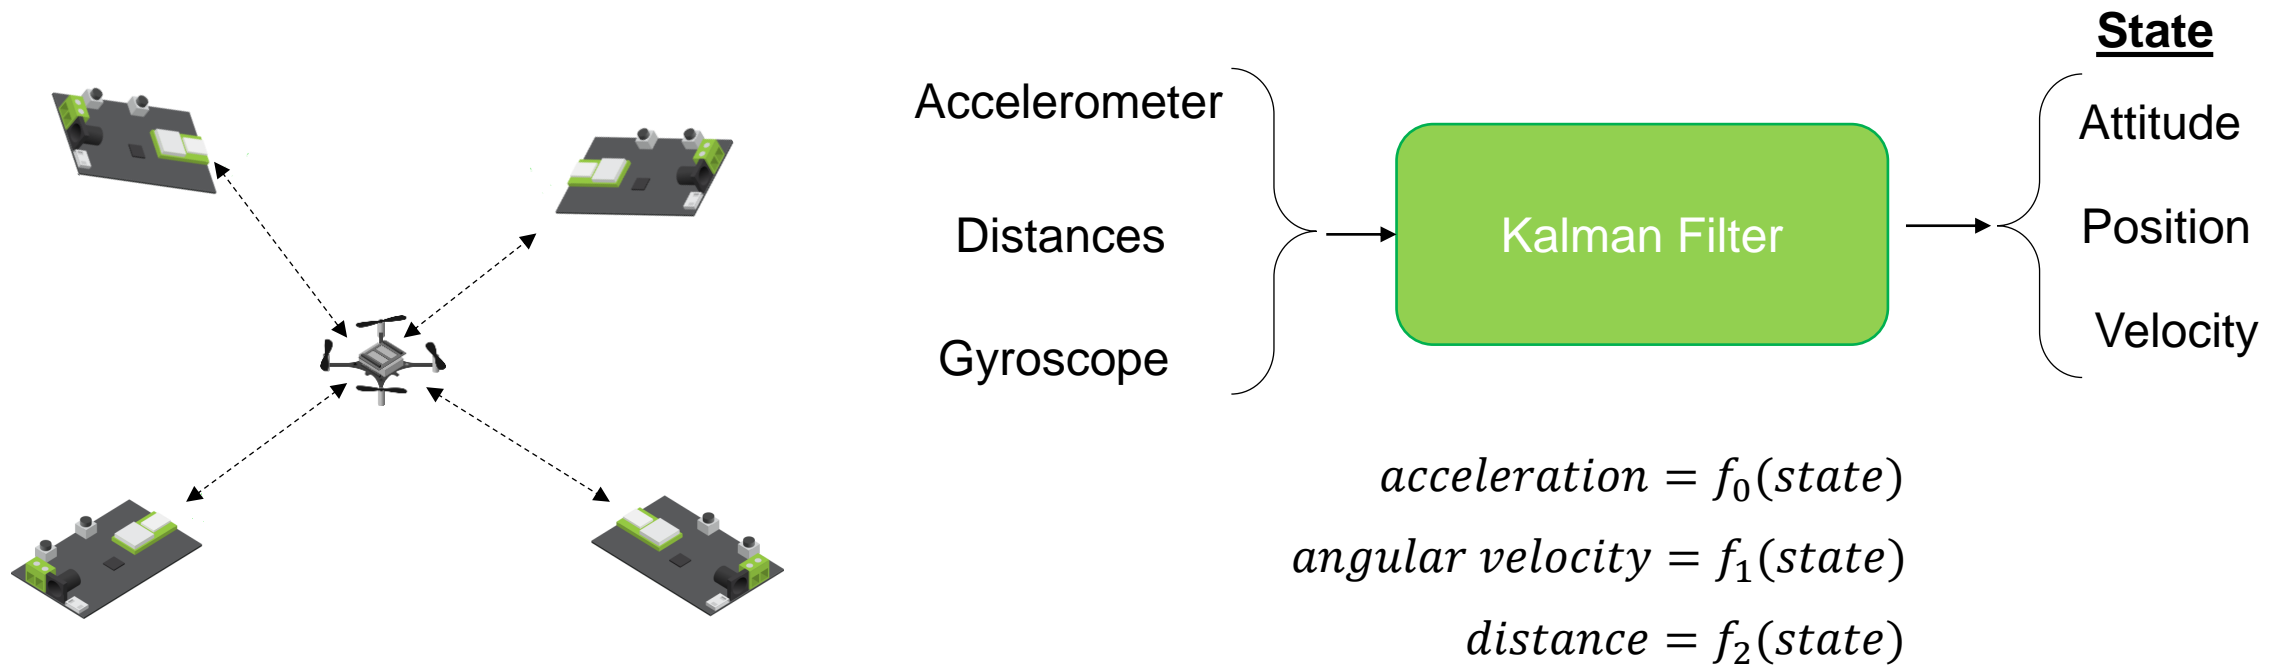 State
Accelerometer
Attitude
Distances
Kalman Filter
Position
Gyroscope
Velocity
acceleration = f₀(state)
angular velocity = f₁(state)
distance = f₂(state)